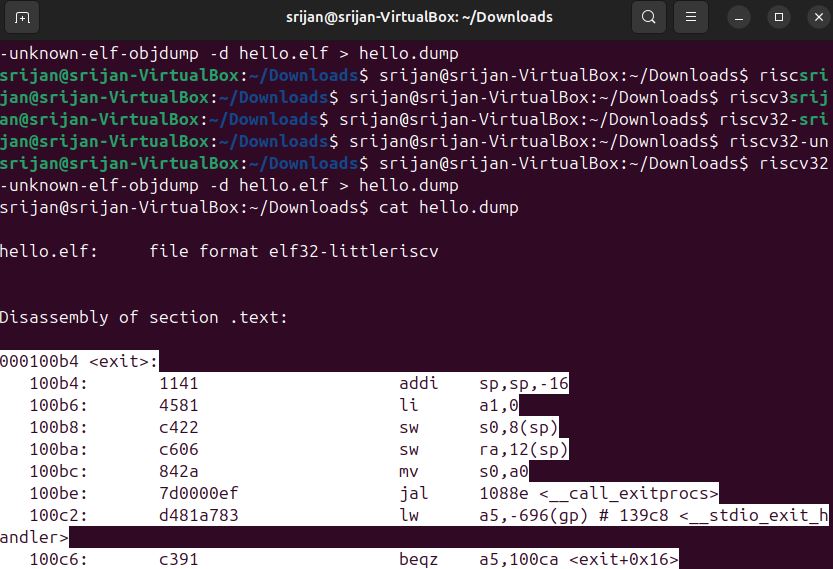 srijan@srijan-VirtualBox: ~/Downloads
-unknown-elf-objdump -d hello.elf > hello.dump
srijan@srijan-VirtualBox:~/Downloads$ srijan@srijan-VirtualBox:~/Downloads$ riscsri
jan@srijan-VirtualBox:~/Downloads$ srijan@srijan-VirtualBox:~/Downloads$ riscv3srij
an@srijan-VirtualBox:~/Downloads$ srijan@srijan-VirtualBox:~/Downloads$ riscv32-sri
jan@srijan-VirtualBox:~/Downloads$ srijan@srijan-VirtualBox:~/Downloads$ riscv32-un
srijan@srijan-VirtualBox:~/Downloads$ srijan@srijan-VirtualBox:~/Downloads$ riscv32
-unknown-elf-objdump -d hello.elf > hello.dump
srijan@srijan-VirtualBox:~/Downloads$ cat hello.dump
hello.elf:     file format elf32-littleriscv
Disassembly of section .text:
000100b4 <exit>:
   100b4:	1141	addi	sp,sp,-16
   100b6:	4581	li	a1,0
   100b8:	c422	sw	s0,8(sp)
   100ba:	c606	sw	ra,12(sp)
   100bc:	842a	mv	s0,a0
   100be:	7d0000ef	jal	1088e <__call_exitprocs>
   100c2:	d481a783	lw	a5,-696(gp) # 139c8 <__stdio_exit_h
andler>
   100c6:	c391	beqz	a5,100ca <exit+0x16>